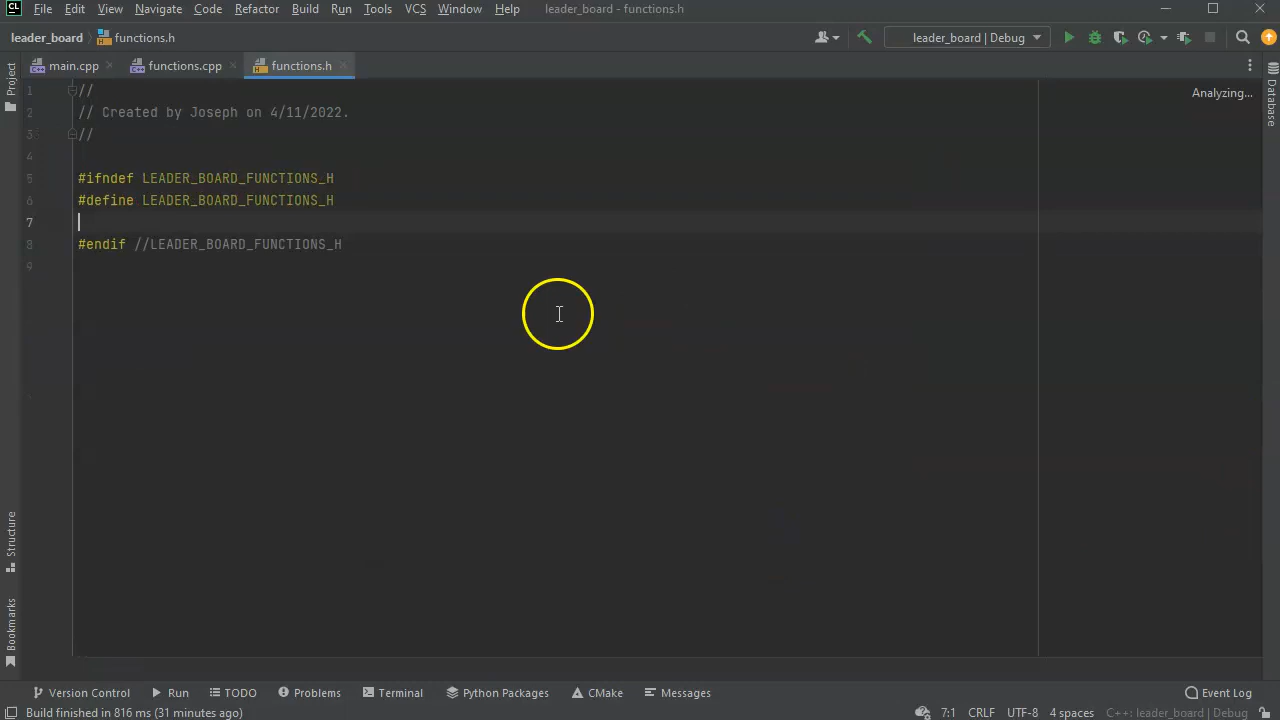 CL File Edit View Navigate Code Refactor Build Run Tools VCS Window Help leader_board - functions.h
leader_board functions.h leader_board | Debug
main.cpp functions.cpp functions.h
Project
Database
Analyzing...
1 //
2 // Created by Joseph on 4/11/2022.
3 //
4
5 #ifndef LEADER_BOARD_FUNCTIONS_H
6 #define LEADER_BOARD_FUNCTIONS_H
7
8 #endif //LEADER_BOARD_FUNCTIONS_H
9
Structure
Bookmarks
Version Control Run TODO Problems Terminal Python Packages CMake Messages Event Log
Build finished in 816 ms (31 minutes ago) 7:1 CRLF UTF-8 4 spaces C++: leader_board | Debug